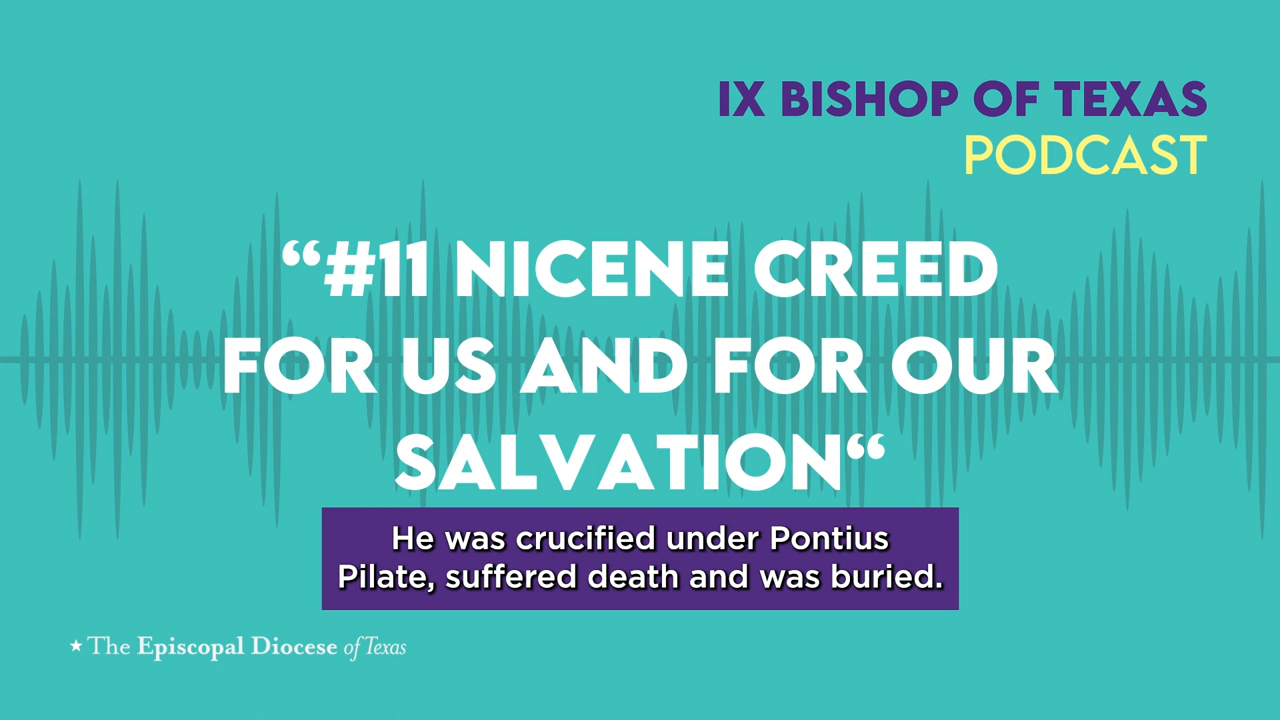 IX BISHOP OF TEXAS
PODCAST
“#11 NICENE CREED
FOR US AND FOR OUR
SALVATION“
He was crucified under Pontius
Pilate, suffered death and was buried.
The Episcopal Diocese of Texas